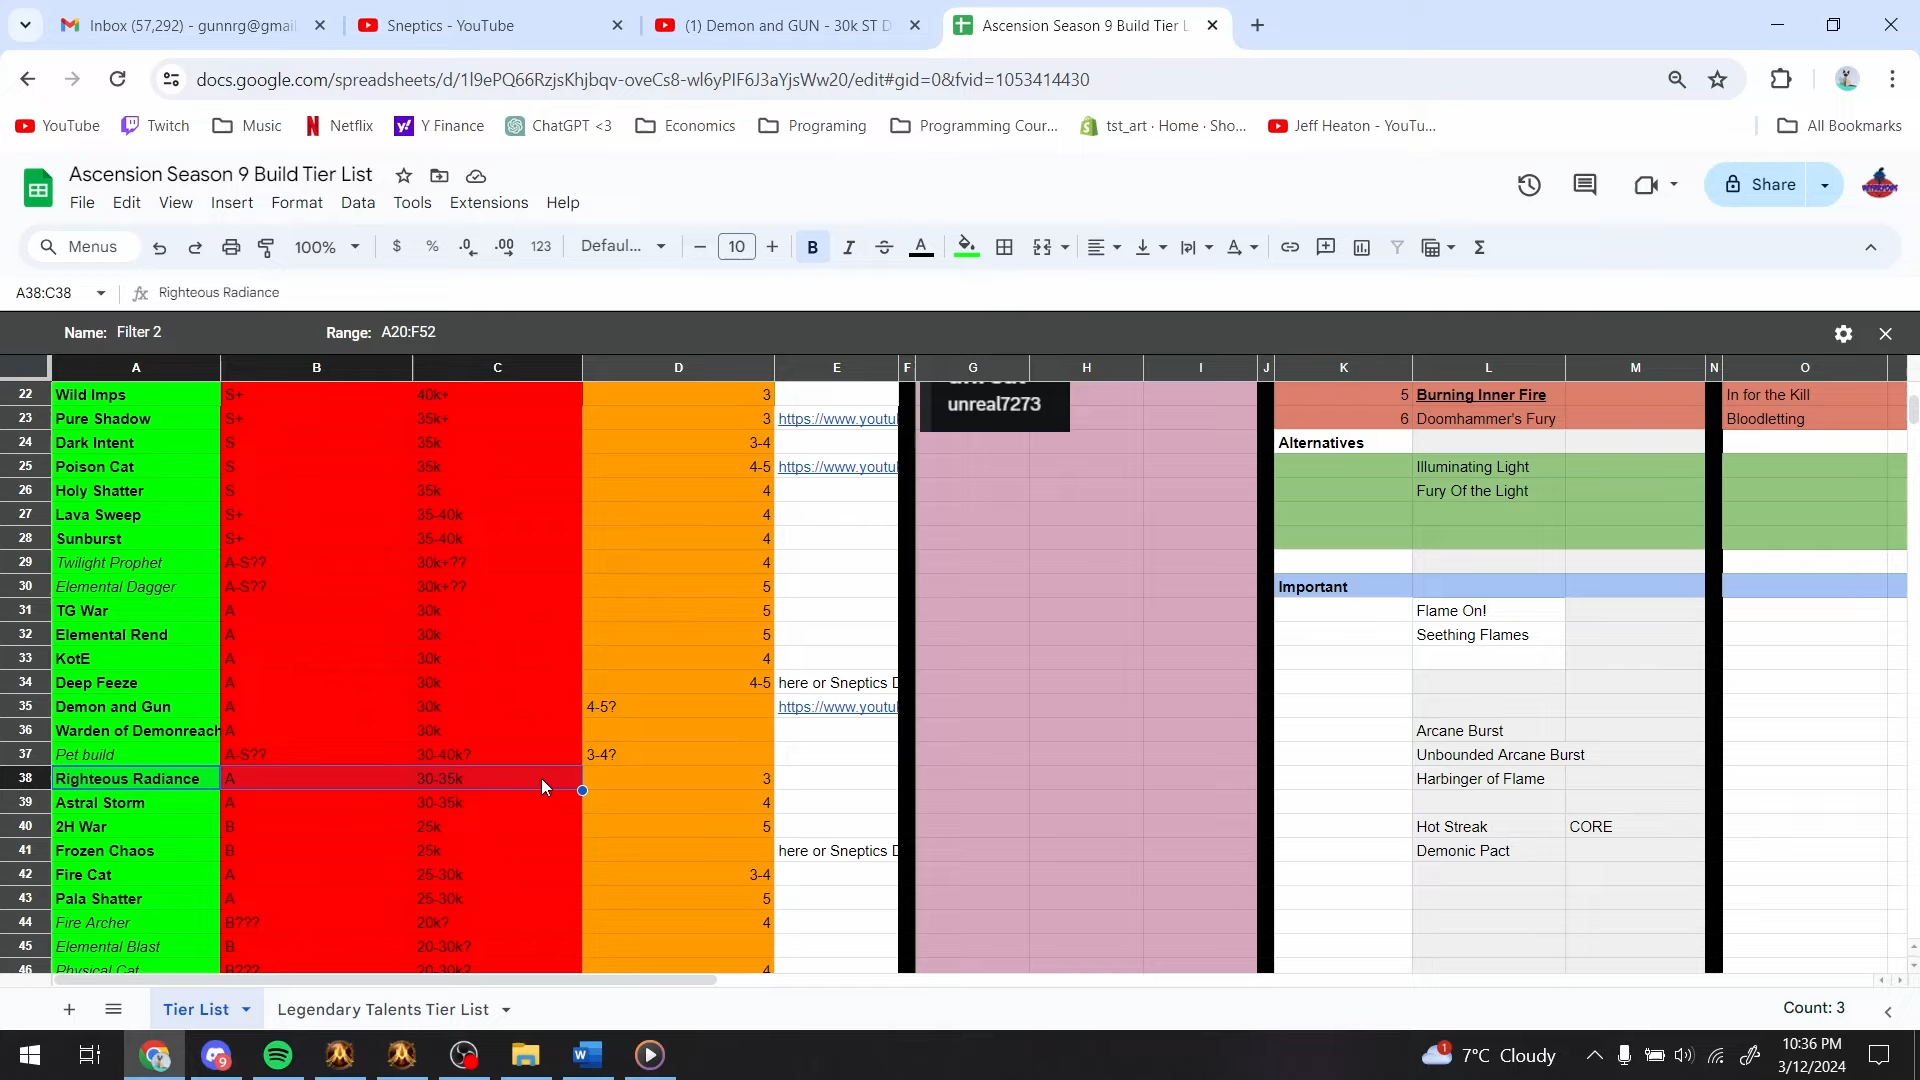 Inbox (57,292) - gunnrg@gmai
Sneptics - YouTube
(1) Demon and GUN - 30k ST D
Ascension Season 9 Build Tier L
docs.google.com/spreadsheets/d/1l9ePQ66RzjsKhjbqv-oveCs8-wl6yPIF6J3aYjsWw20/edit#gid=0&fvid=1053414430
YouTube Twitch Music Netflix Y Finance ChatGPT <3 Economics Programing Programming Cour... tst_art · Home · Sho... Jeff Heaton - YouTu... All Bookmarks
Ascension Season 9 Build Tier List
Share
File Edit View Insert Format Data Tools Extensions Help
Menus 100% $ % .0 .00 123 Defaul... 10 B I A
A38:C38 fx Righteous Radiance
Name: Filter 2 Range: A20:F52
A B C D E F G H I J K L M N O
22 Wild Imps S+ 40k+ 3 5 Burning Inner Fire In for the Kill
unreal7273
23 Pure Shadow S+ 35k+ 3 https://www.youtu 6 Doomhammer's Fury Bloodletting
24 Dark Intent S 35k 3-4 Alternatives
25 Poison Cat S 35k 4-5 https://www.youtu Illuminating Light
26 Holy Shatter S 35k 4 Fury Of the Light
27 Lava Sweep S+ 35-40k 4
28 Sunburst S+ 35-40k 4
29 Twilight Prophet A-S?? 30k+?? 4
30 Elemental Dagger A-S?? 30k+?? 5 Important
31 TG War A 30k 5 Flame On!
32 Elemental Rend A 30k 5 Seething Flames
33 KotE A 30k 4
34 Deep Feeze A 30k 4-5 here or Sneptics D
35 Demon and Gun A 30k 4-5? https://www.youtu
36 Warden of Demonreach A 30k Arcane Burst
37 Pet build A-S?? 30-40k? 3-4? Unbounded Arcane Burst
38 Righteous Radiance A 30-35k 3 Harbinger of Flame
39 Astral Storm A 30-35k 4
40 2H War B 25k 5 Hot Streak CORE
41 Frozen Chaos B 25k here or Sneptics D Demonic Pact
42 Fire Cat A 25-30k 3-4
43 Pala Shatter A 25-30k 5
44 Fire Archer B??? 20k? 4
45 Elemental Blast B 20-30k?
46 Physical Cat B??? 20-30k? 4
Tier List Legendary Talents Tier List Count: 3
9 1 7°C Cloudy 10:36 PM
3/12/2024